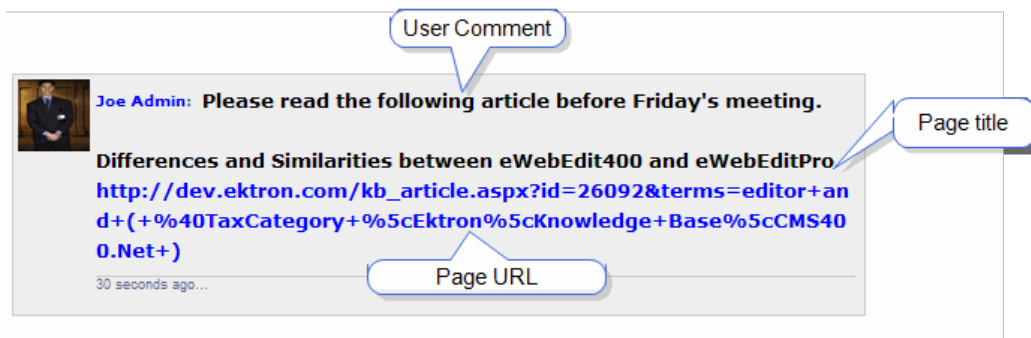 User Comment
Joe Admin: Please read the following article before Friday's meeting.
Page title
Differences and Similarities between eWebEdit400 and eWebEditPro
http://dev.ektron.com/kb_article.aspx?id=26092&terms=editor+an
d+(+%40TaxCategory+%5cEktron%5cKnowledge+Base%5cCMS40
0.Net+)
Page URL
30 seconds ago...